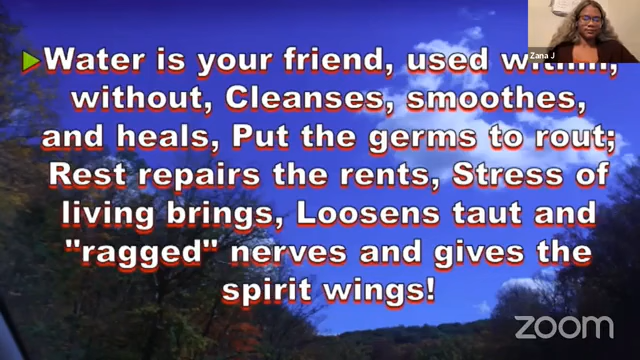 Zana J
Water is your friend, used within,
without, Cleanses, smoothes,
and heals, Put the germs to rout;
Rest repairs the rents, Stress of
living brings, Loosens taut and
"ragged" nerves and gives the
spirit wings!
zoom